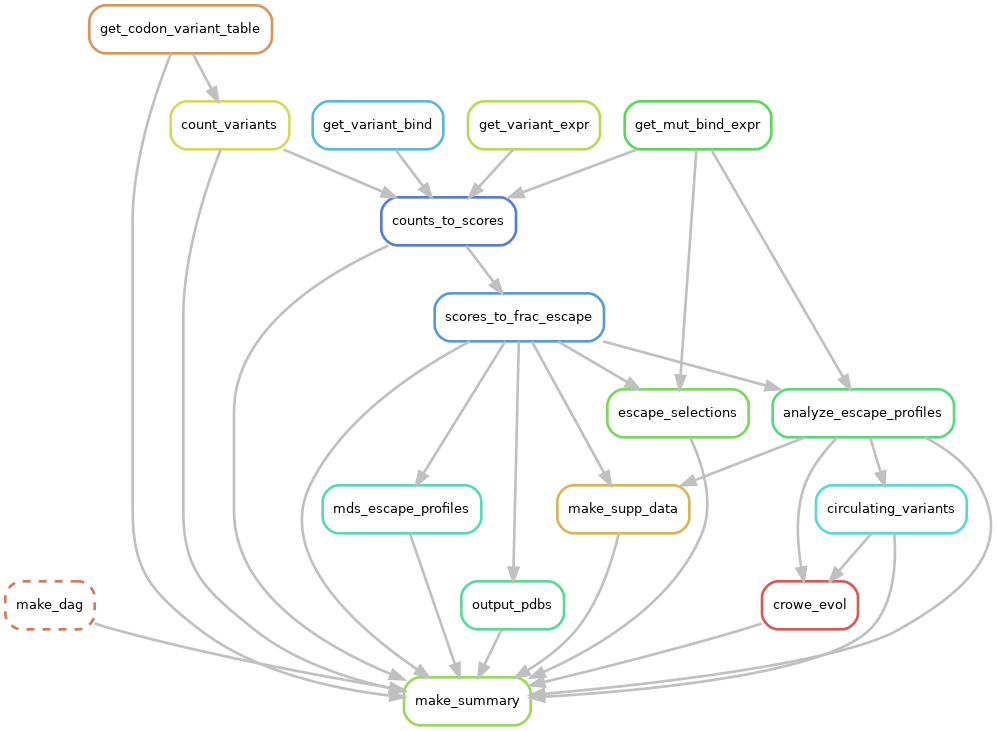 get_codon_variant_table
count_variants
get_variant_bind
get_variant_expr
get_mut_bind_expr
counts_to_scores
scores_to_frac_escape
escape_selections
analyze_escape_profiles
mds_escape_profiles
make_supp_data
circulating_variants
make_dag
output_pdbs
crowe_evol
make_summary